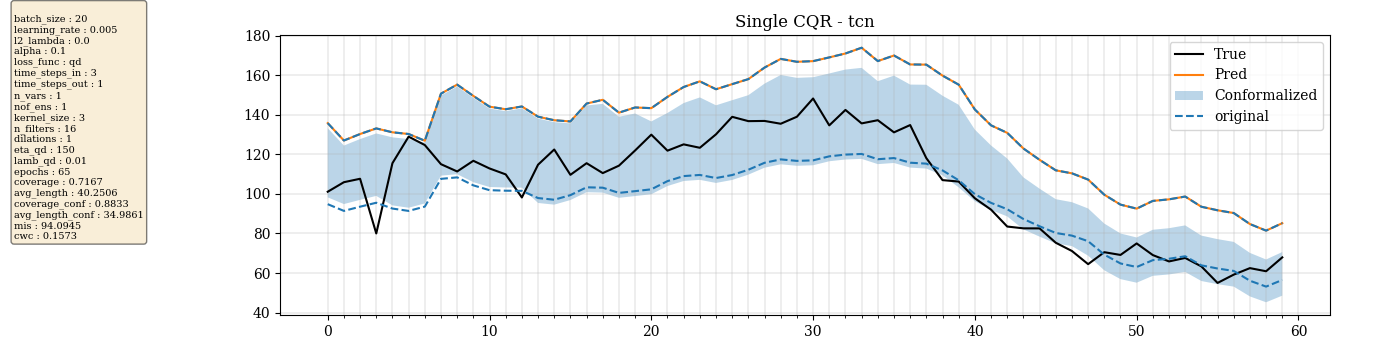 batch_size : 20
learning_rate : 0.005
l2_lambda : 0.0
alpha : 0.1
loss_func : qd
time_steps_in : 3
time_steps_out : 1
n_vars : 1
nof_ens : 1
kernel_size : 3
n_filters : 16
dilations : 1
eta_qd : 150
lamb_qd : 0.01
epochs : 65
coverage : 0.7167
avg_length : 40.2506
coverage_conf : 0.8833
avg_length_conf : 34.9861
mis : 94.0945
cwc : 0.1573
Single CQR - tcn
180
160
140
120
100
80
60
40
0 10 20 30 40 50 60
True
Pred
Conformalized
original